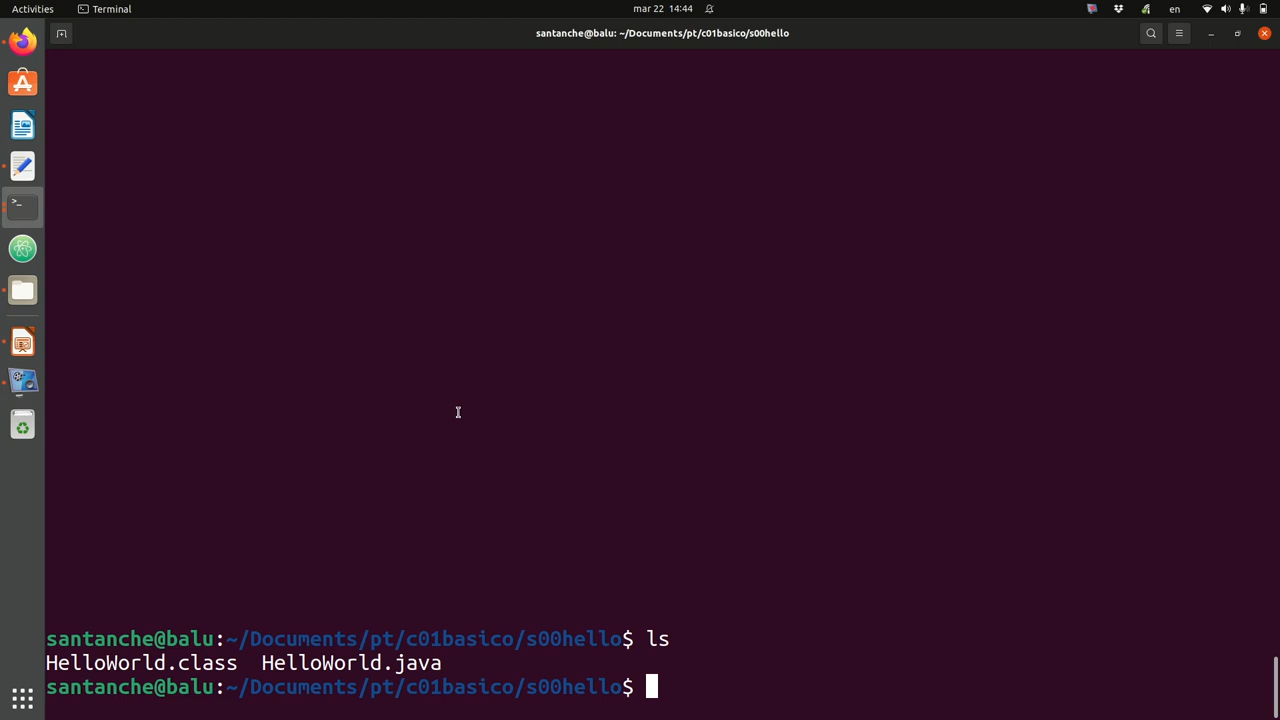 Activities
Terminal
mar 22 14:44
en
santanche@balu: ~/Documents/pt/c01basico/s00hello
santanche@balu:~/Documents/pt/c01basico/s00hello$ ls
HelloWorld.class  HelloWorld.java
santanche@balu:~/Documents/pt/c01basico/s00hello$